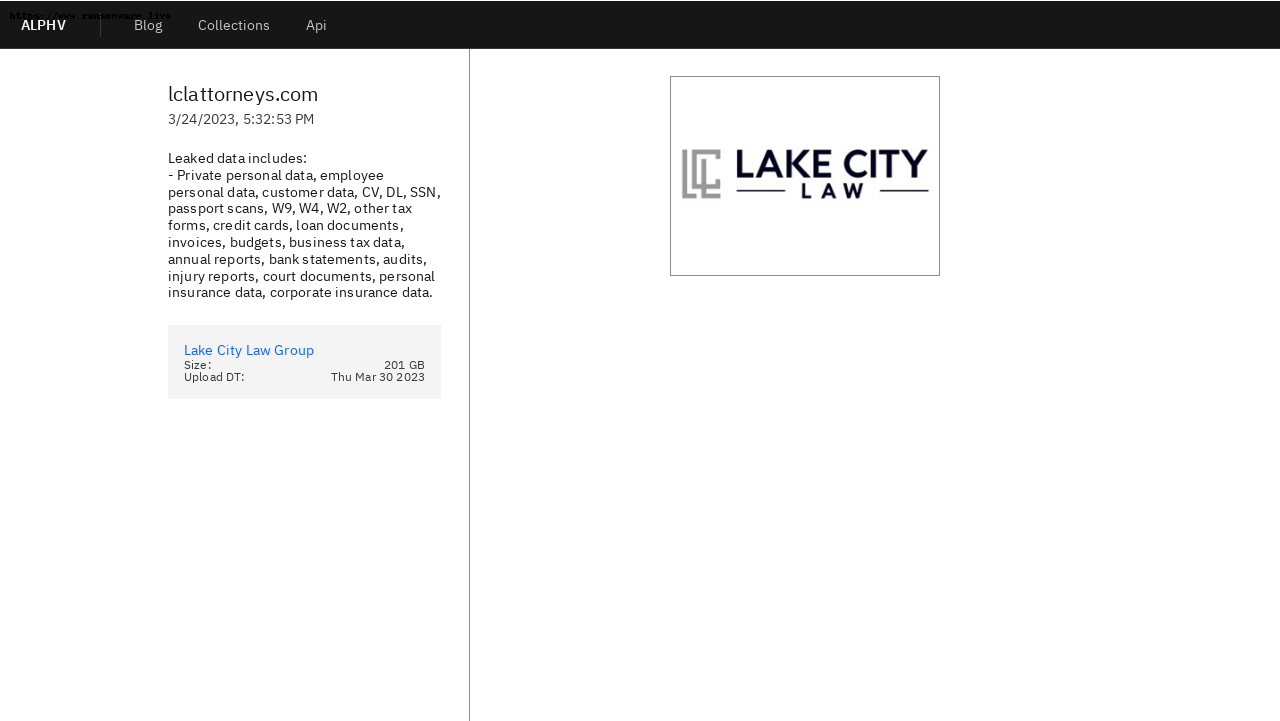 https://www.ransomware.live
ALPHV
Blog
Collections
Api
lclattorneys.com
3/24/2023, 5:32:53 PM
Leaked data includes:
- Private personal data, employee
personal data, customer data, CV, DL, SSN,
passport scans, W9, W4, W2, other tax
forms, credit cards, loan documents,
invoices, budgets, business tax data,
annual reports, bank statements, audits,
injury reports, court documents, personal
insurance data, corporate insurance data.
Lake City Law Group
Size: 201 GB
Upload DT: Thu Mar 30 2023
LCL LAKE CITY
LAW